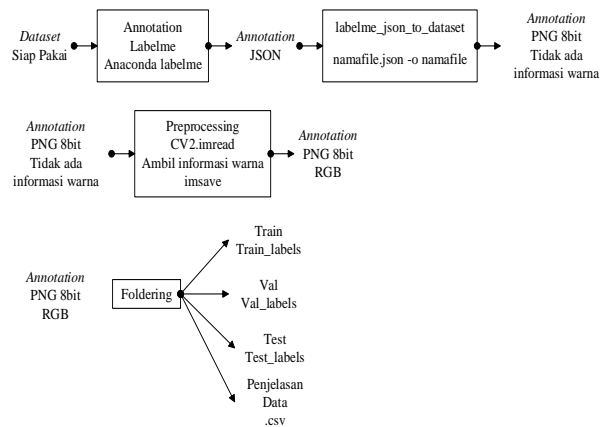 Dataset
Siap Pakai
Annotation
Labelme
Anaconda labelme
Annotation
JSON
labelme_json_to_dataset
namafile.json -o namafile
Annotation
PNG 8bit
Tidak ada
informasi warna
Annotation
PNG 8bit
Tidak ada
informasi warna
Preprocessing
CV2.imread
Ambil informasi warna
imsave
Annotation
PNG 8bit
RGB
Annotation
PNG 8bit
RGB
Foldering
Train
Train_labels
Val
Val_labels
Test
Test_labels
Penjelasan
Data
.csv